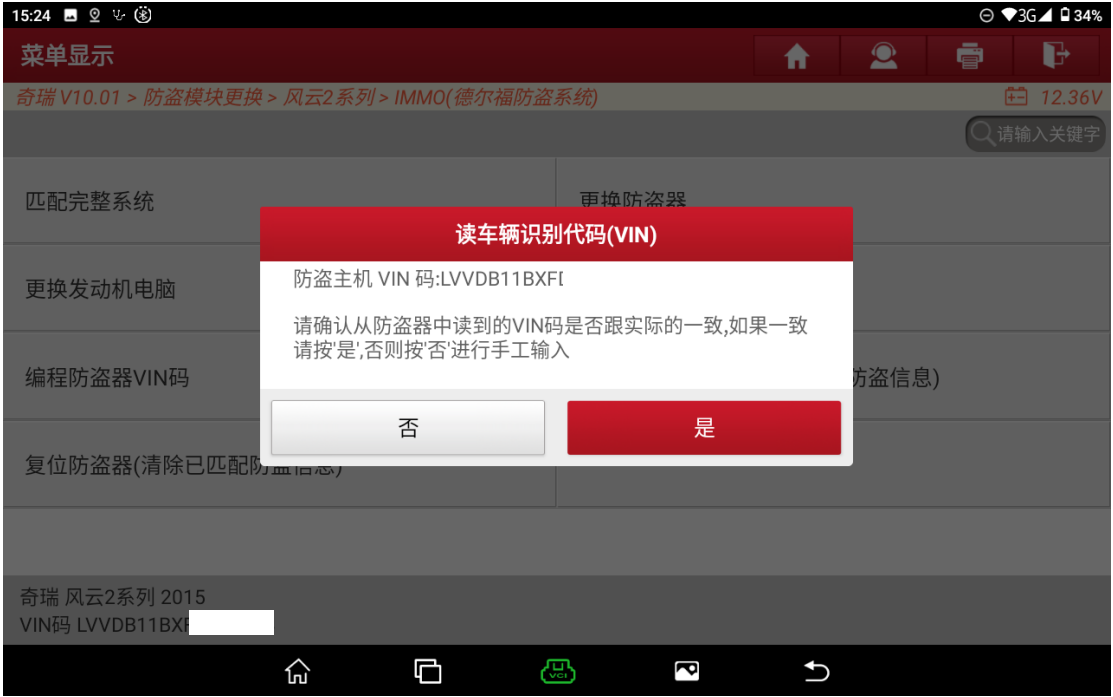 15:24
3G 34%
菜单显示
奇瑞 V10.01 > 防盗模块更换 > 风云2系列 > IMMO(德尔福防盗系统)
12.36V
请输入关键字
匹配完整系统
更换防盗器
读车辆识别代码(VIN)
防盗主机 VIN 码:LVVDB11BXF
请确认从防盗器中读到的VIN码是否跟实际的一致,如果一致
请按'是',否则按'否'进行手工输入
更换发动机电脑
编程防盗器VIN码
防盗信息)
否
是
复位防盗器(清除已匹配防盗信息)
奇瑞 风云2系列 2015
VIN码 LVVDB11BXF
VCI